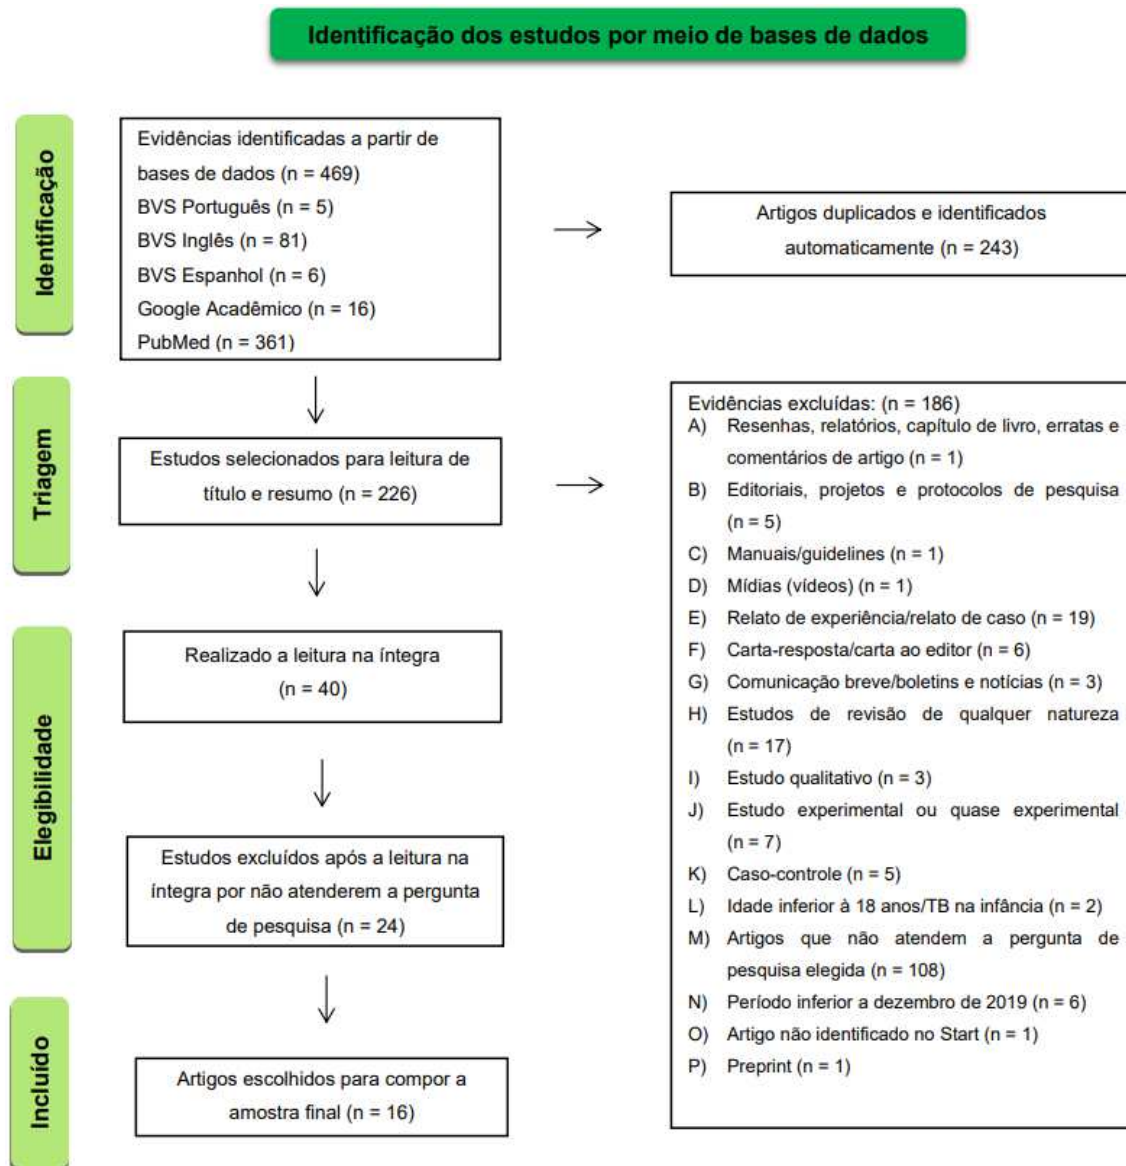 Identificação dos estudos por meio de bases de dados
Identificação
Evidências identificadas a partir de
bases de dados (n = 469)
BVS Português (n = 5)
BVS Inglês (n = 81)
BVS Espanhol (n = 6)
Google Acadêmico (n = 16)
PubMed (n = 361)
Artigos duplicados e identificados
automaticamente (n = 243)
Triagem
Estudos selecionados para leitura de
título e resumo (n = 226)
Evidências excluídas: (n = 186)
A) Resenhas, relatórios, capítulo de livro, erratas e
comentários de artigo (n = 1)
B) Editoriais, projetos e protocolos de pesquisa
(n = 5)
C) Manuais/guidelines (n = 1)
D) Mídias (vídeos) (n = 1)
E) Relato de experiência/relato de caso (n = 19)
F) Carta-resposta/carta ao editor (n = 6)
G) Comunicação breve/boletins e notícias (n = 3)
H) Estudos de revisão de qualquer natureza
(n = 17)
I) Estudo qualitativo (n = 3)
J) Estudo experimental ou quase experimental
(n = 7)
K) Caso-controle (n = 5)
L) Idade inferior à 18 anos/TB na infância (n = 2)
M) Artigos que não atendem a pergunta de
pesquisa elegida (n = 108)
N) Período inferior a dezembro de 2019 (n = 6)
O) Artigo não identificado no Start (n = 1)
P) Preprint (n = 1)
Elegibilidade
Realizado a leitura na íntegra
(n = 40)
Estudos excluídos após a leitura na
íntegra por não atenderem a pergunta
de pesquisa (n = 24)
Incluído
Artigos escolhidos para compor a
amostra final (n = 16)